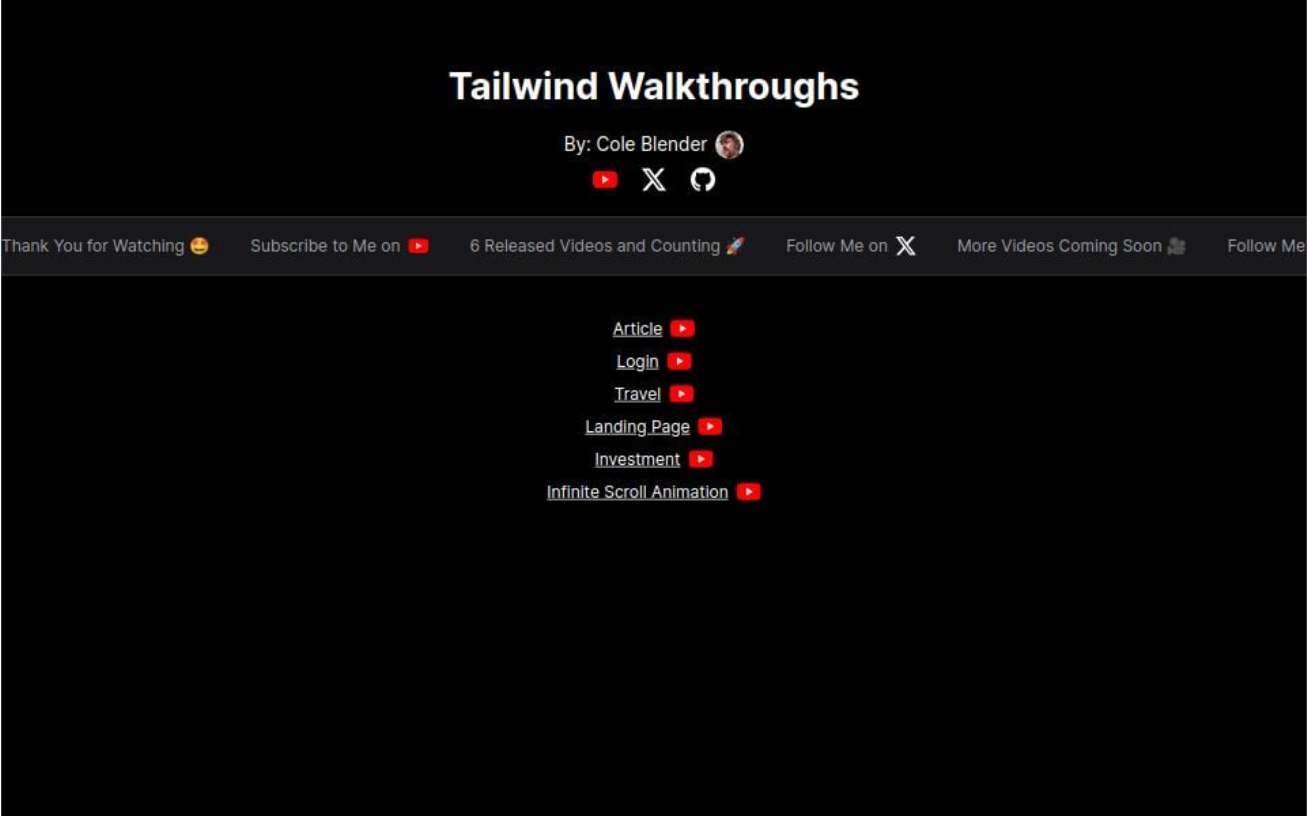 Tailwind Walkthroughs
By: Cole Blender
Thank You for Watching 🤩 Subscribe to Me on 6 Released Videos and Counting 🚀 Follow Me on X More Videos Coming Soon 🎥 Follow Me
Article
Login
Travel
Landing Page
Investment
Infinite Scroll Animation